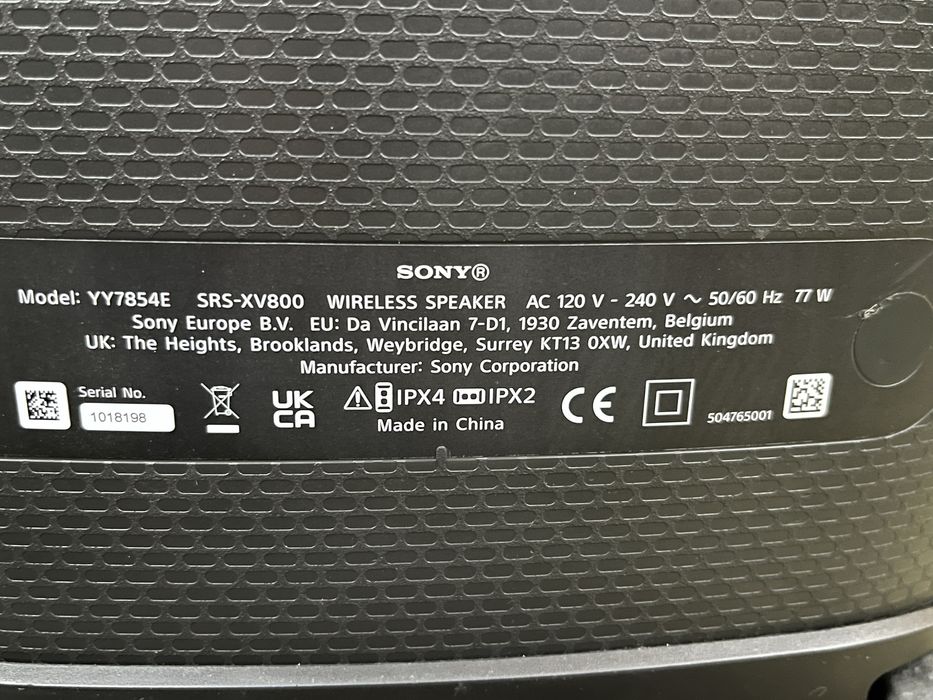 SONY®
Model: YY7854E SRS-XV800 WIRELESS SPEAKER AC 120 V - 240 V ~ 50/60 Hz 77 W
Sony Europe B.V. EU: Da Vincilaan 7-D1, 1930 Zaventem, Belgium
UK: The Heights, Brooklands, Weybridge, Surrey KT13 0XW, United Kingdom
Manufacturer: Sony Corporation
Serial No.
1018198
UK
CA
IPX4 IPX2
Made in China
CE
504765001